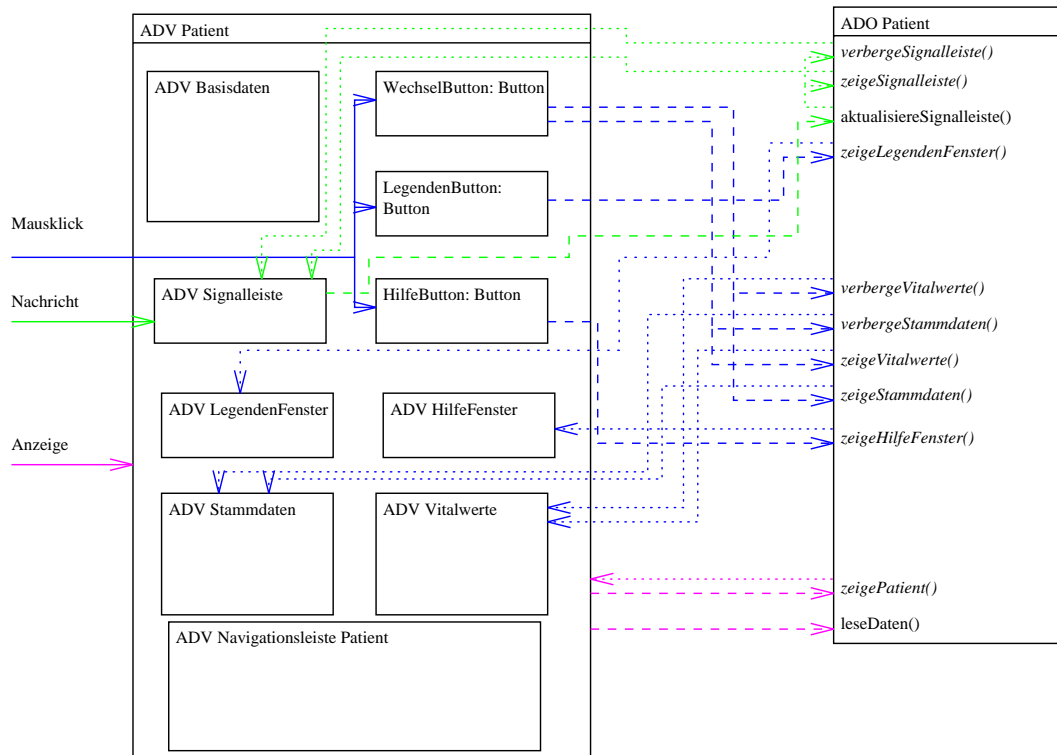 ADV Patient
ADV Basisdaten
WechselButton: Button
LegendenButton:
Button
Mausklick
ADV Signalleiste
HilfeButton: Button
Nachricht
ADV LegendenFenster
ADV HilfeFenster
Anzeige
ADV Stammdaten
ADV Vitalwerte
ADV Navigationsleiste Patient
ADO Patient
verbergeSignalleiste()
zeigeSignalleiste()
aktualisiereSignalleiste()
zeigeLegendenFenster()
verbergeVitalwerte()
verbergeStammdaten()
zeigeVitalwerte()
zeigeStammdaten()
zeigeHilfeFenster()
zeigePatient()
leseDaten()